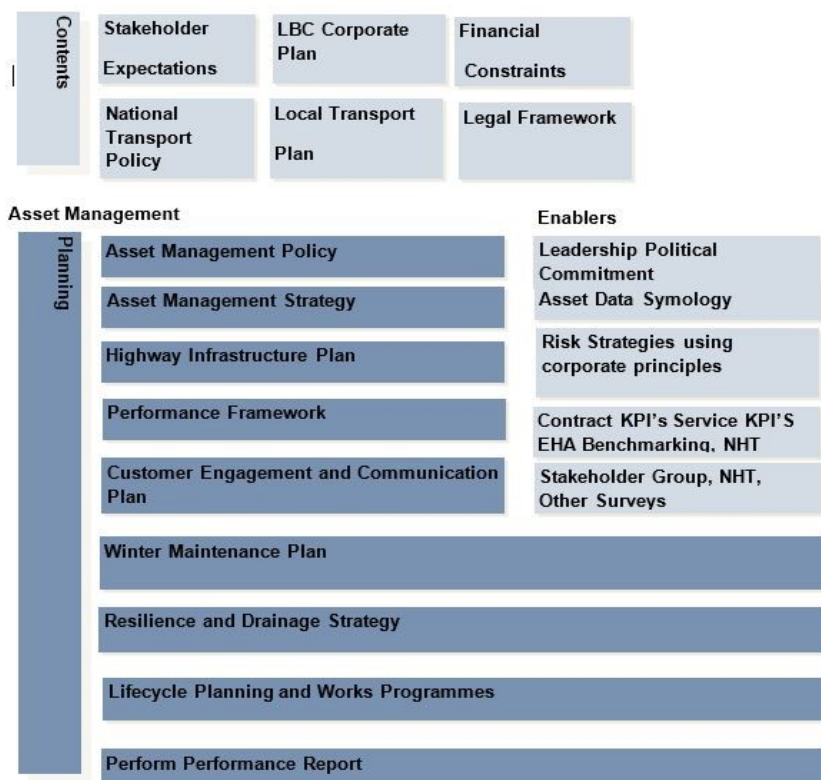 Contents
Stakeholder
Expectations
LBC Corporate
Plan
Financial
Constraints
National
Transport
Policy
Local Transport
Plan
Legal Framework
Asset Management
Enablers
Planning
Asset Management Policy
Leadership Political
Commitment
Asset Data Symology
Asset Management Strategy
Highway Infrastructure Plan
Risk Strategies using
corporate principles
Performance Framework
Contract KPI's Service KPI'S
EHA Benchmarking, NHT
Customer Engagement and Communication
Plan
Stakeholder Group, NHT,
Other Surveys
Winter Maintenance Plan
Resilience and Drainage Strategy
Lifecycle Planning and Works Programmes
Perform Performance Report